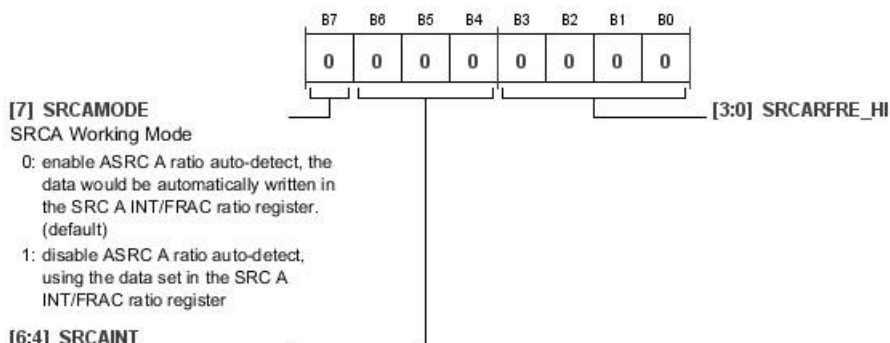 B7 B6 B5 B4 B3 B2 B1 B0
0 0 0 0 0 0 0 0
[7] SRCAMODE
[3:0] SRCARFRE_HI
SRCA Working Mode
0: enable ASRC A ratio auto-detect, the
data would be automatically written in
the SRC A INT/FRAC ratio register.
(default)
1: disable ASRC A ratio auto-detect,
using the data set in the SRC A
INT/FRAC ratio register
[6:4] SRCAINT